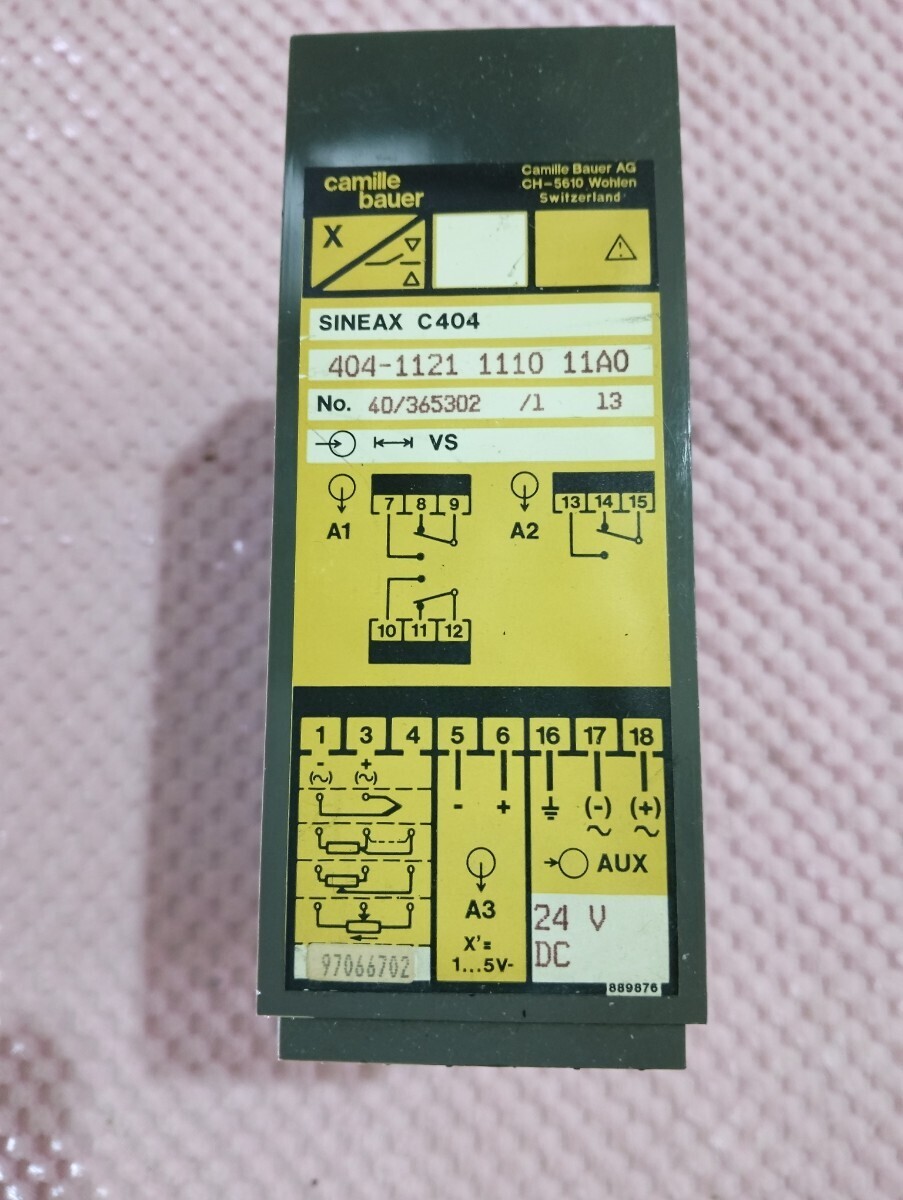 camille
bauer
Camille Bauer AG
CH-5610 Wohlen
Switzerland
X
SINEAX C404
404-1121 1110 11A0
No. 40/365302 /1 13
VS
A1
7 8 9
A2
13 14 15
10 11 12
1 3 4 5 6 16 17 18
- +
(~) (~)
- + (-) (+)
~ ~
AUX
A3
X'=
1...5V-
24 V
DC
97066702
889876